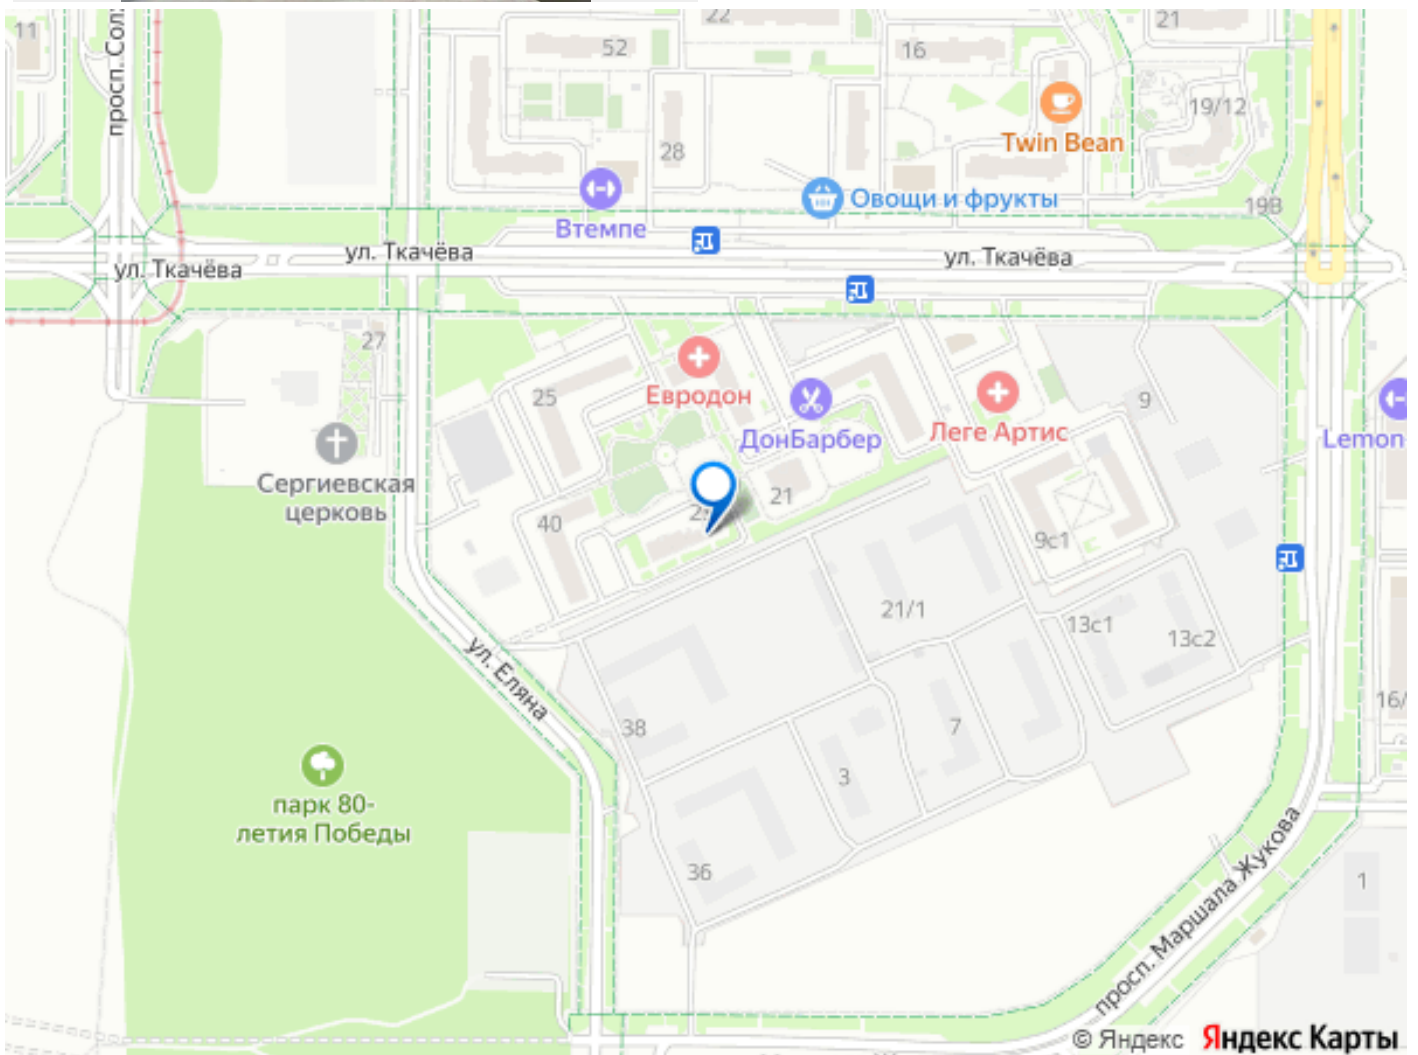 11
просп. Солж
52
22
16
21
19/12
Twin Bean
28
Втемпе
Овощи и фрукты
19В
ул. Ткачёва
ул. Ткачёва
ул. Ткачёва
27
25
Евродон
ДонБарбер
Леге Артис
9
Lemon
Сергиевская
церковь
40
21
9с1
21/1
13с1
13с2
ул. Еляна
38
7
3
16/
парк 80-
летия Победы
36
1
просп. Маршала Жукова
© Яндекс Яндекс Карты